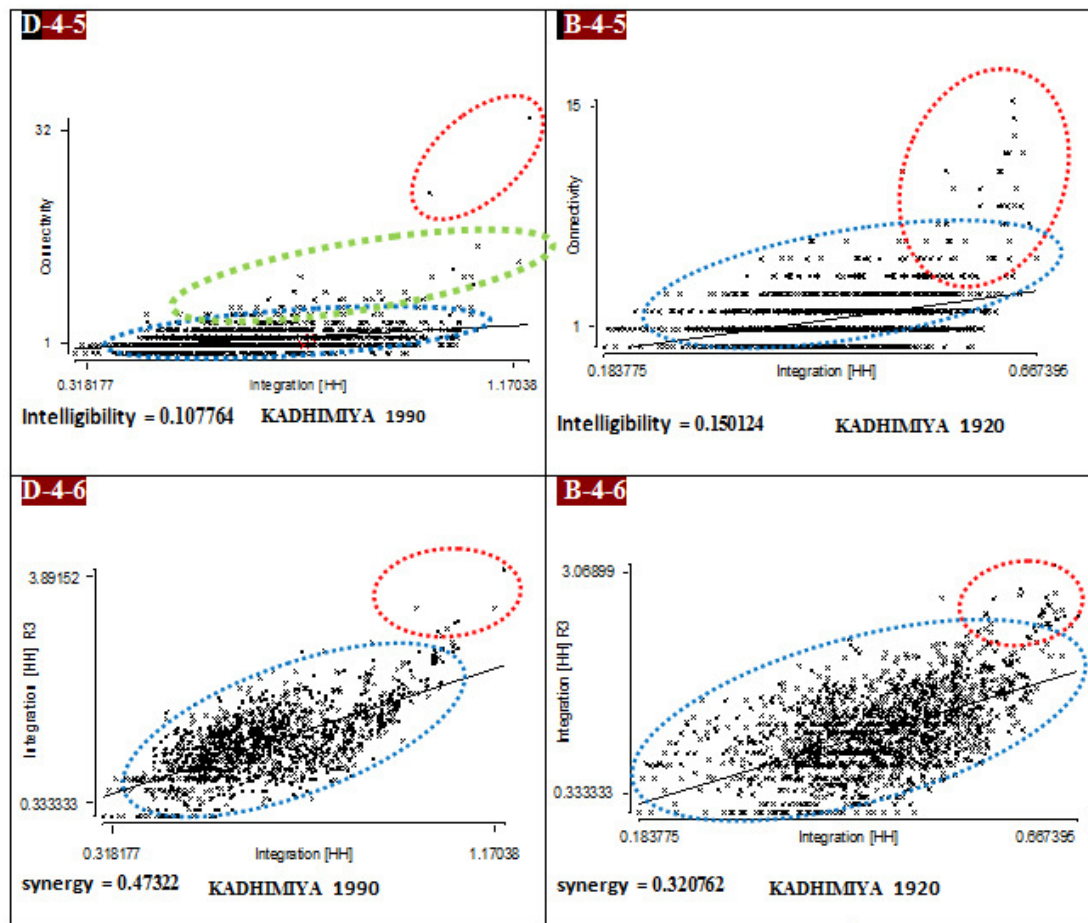 D-4-5
32
Connectivity
1
0.318177
Integration [HH]
1.17038
Intelligibility = 0.107764 KADHIMIYA 1990
B-4-5
15
Connectivity
1
0.183775
Integration [HH]
0.667395
Intelligibility = 0.150124 KADHIMIYA 1920
D-4-6
3.89152
Integration [HH] R3
0.333333
0.318177
Integration [HH]
1.17038
synergy = 0.47322 KADHIMIYA 1990
B-4-6
3.06899
Integration [HH] R3
0.333333
0.183775
Integration [HH]
0.667395
synergy = 0.320762 KADHIMIYA 1920